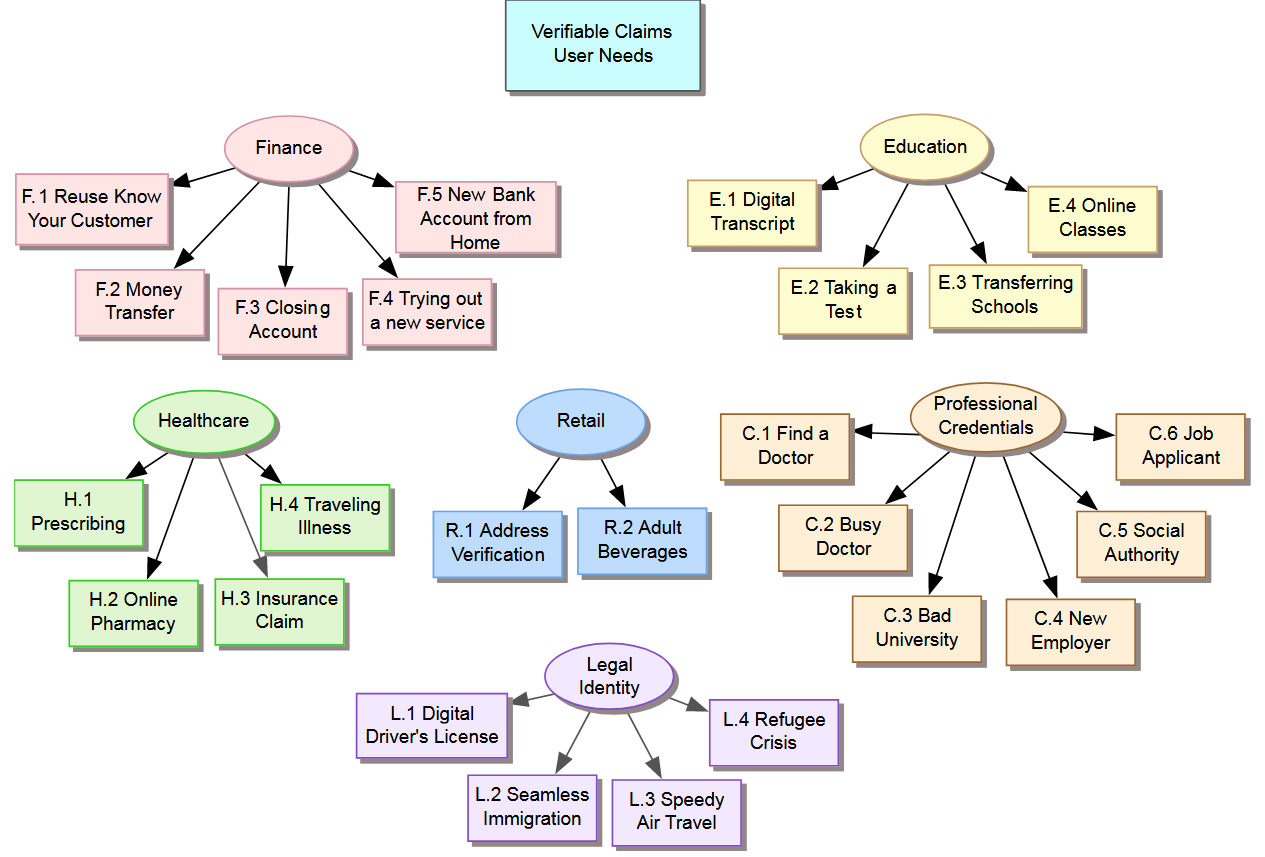 Verifiable Claims
User Needs
Finance
F.1 Reuse Know
Your Customer
F.2 Money
Transfer
F.3 Closing
Account
F.4 Trying out
a new service
F.5 New Bank
Account from
Home
Education
E.1 Digital
Transcript
E.2 Taking a
Test
E.3 Transferring
Schools
E.4 Online
Classes
Healthcare
H.1
Prescribing
H.2 Online
Pharmacy
H.3 Insurance
Claim
H.4 Traveling
Illness
Retail
R.1 Address
Verification
R.2 Adult
Beverages
Professional
Credentials
C.1 Find a
Doctor
C.2 Busy
Doctor
C.3 Bad
University
C.4 New
Employer
C.5 Social
Authority
C.6 Job
Applicant
Legal
Identity
L.1 Digital
Driver's License
L.2 Seamless
Immigration
L.3 Speedy
Air Travel
L.4 Refugee
Crisis